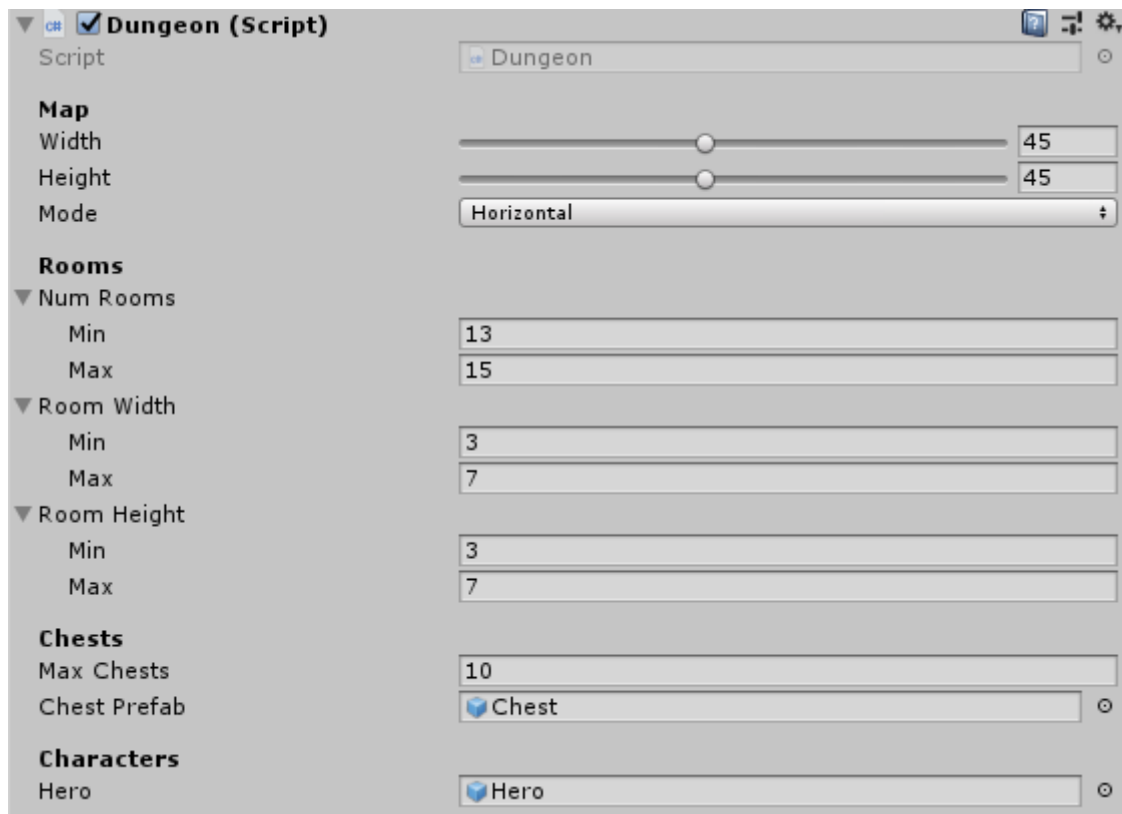 Dungeon (Script)
Script Dungeon
Map
Width 45
Height 45
Mode Horizontal
Rooms
Num Rooms
Min 13
Max 15
Room Width
Min 3
Max 7
Room Height
Min 3
Max 7
Chests
Max Chests 10
Chest Prefab Chest
Characters
Hero Hero